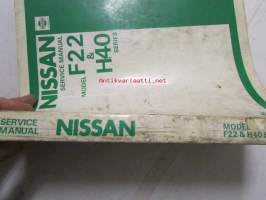 NISSAN
SERVICE MANUAL
MODEL F22
&
H40 SERIES
Antikvariaatti.net
SERVICE
MANUAL
NISSAN
MODEL
F22 & H40